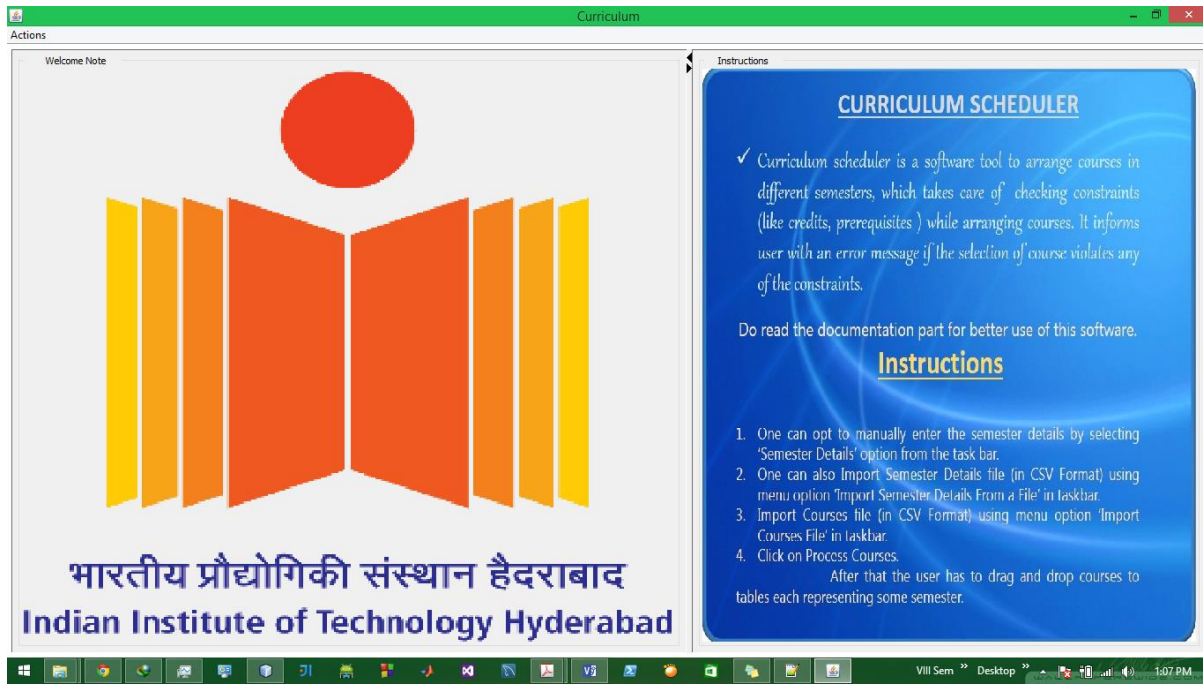 Curriculum
Actions
Welcome Note
भारतीय प्रौद्योगिकी संस्थान हैदराबाद
Indian Institute of Technology Hyderabad
Instructions
CURRICULUM SCHEDULER
✓ Curriculum scheduler is a software tool to arrange courses in
different semesters, which takes care of checking constraints
(like credits, prerequisites ) while arranging courses. It informs
user with an error message if the selection of course violates any
of the constraints.
Do read the documentation part for better use of this software.
Instructions
1. One can opt to manually enter the semester details by selecting
'Semester Details' option from the task bar.
2. One can also Import Semester Details file (in CSV Format) using
menu option 'Import Semester Details From a File' in taskbar.
3. Import Courses file (in CSV Format) using menu option 'Import
Courses File' in taskbar.
4. Click on Process Courses.
After that the user has to drag and drop courses to
tables each representing some semester.
VIII Sem » Desktop » 1:07 PM